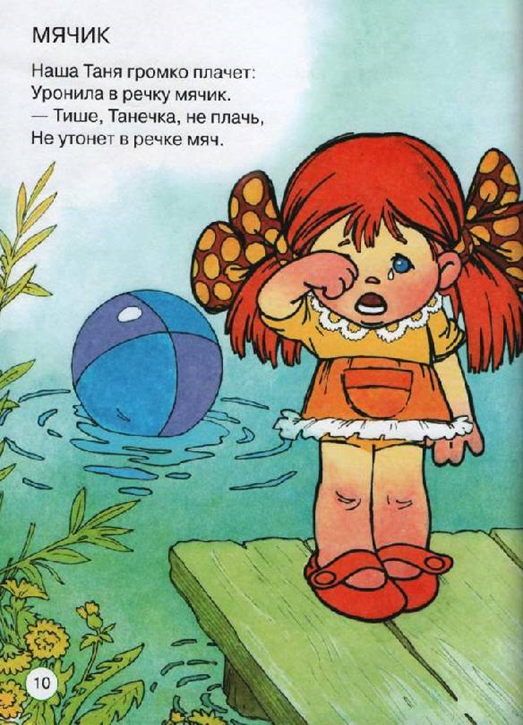 МЯЧИК
Наша Таня громко плачет:
Уронила в речку мячик.
— Тише, Танечка, не плачь,
Не утонет в речке мяч.
10